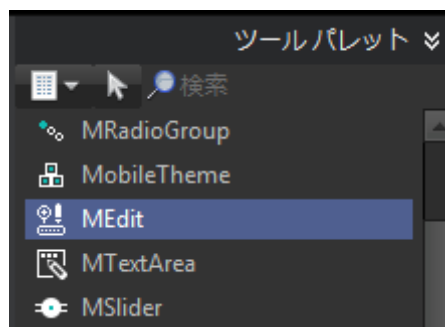 ツールパレット
検索
MRadioGroup
MobileTheme
MEdit
MTextArea
MSlider